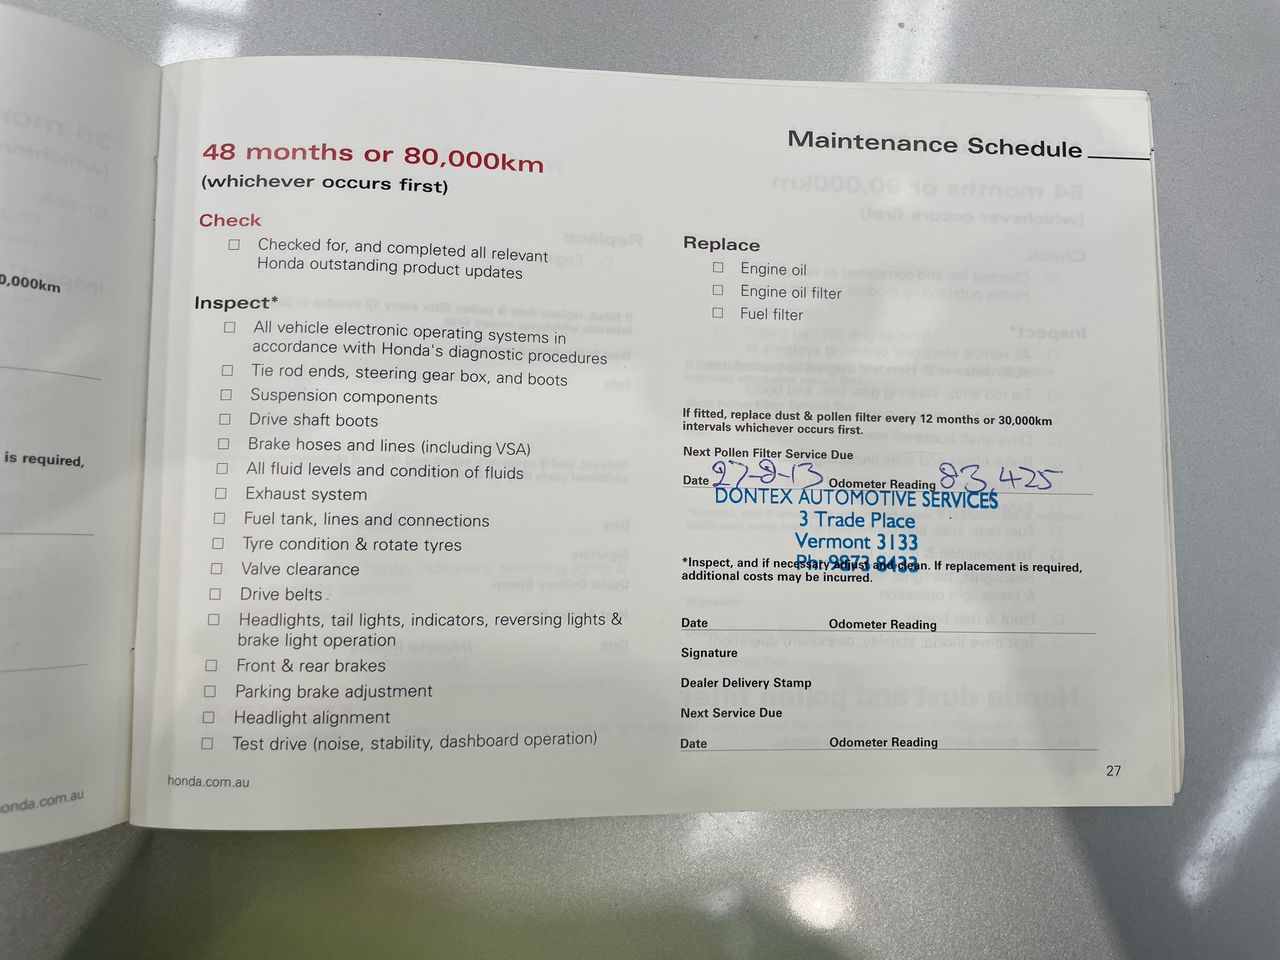 Maintenance Schedule
48 months or 80,000km
(whichever occurs first)
Check
☐ Checked for, and completed all relevant
Honda outstanding product updates
Inspect*
☐ All vehicle electronic operating systems in
accordance with Honda's diagnostic procedures
☐ Tie rod ends, steering gear box, and boots
☐ Suspension components
☐ Drive shaft boots
☐ Brake hoses and lines (including VSA)
☐ All fluid levels and condition of fluids
☐ Exhaust system
☐ Fuel tank, lines and connections
☐ Tyre condition & rotate tyres
☐ Valve clearance
☐ Drive belts
☐ Headlights, tail lights, indicators, reversing lights &
brake light operation
☐ Front & rear brakes
☐ Parking brake adjustment
☐ Headlight alignment
☐ Test drive (noise, stability, dashboard operation)
honda.com.au
Replace
☐ Engine oil
☐ Engine oil filter
☐ Fuel filter
If fitted, replace dust & pollen filter every 12 months or 30,000km
intervals whichever occurs first.
Next Pollen Filter Service Due
Date 27-8-13 Odometer Reading 83,425
DONTEX AUTOMOTIVE SERVICES
3 Trade Place
Vermont 3133
Ph: 9873 8433
*Inspect, and if necessary adjust and clean. If replacement is required,
additional costs may be incurred.
Date Odometer Reading
Signature
Dealer Delivery Stamp
Next Service Due
Date Odometer Reading
27
0,000km
is required,
onda.com.au